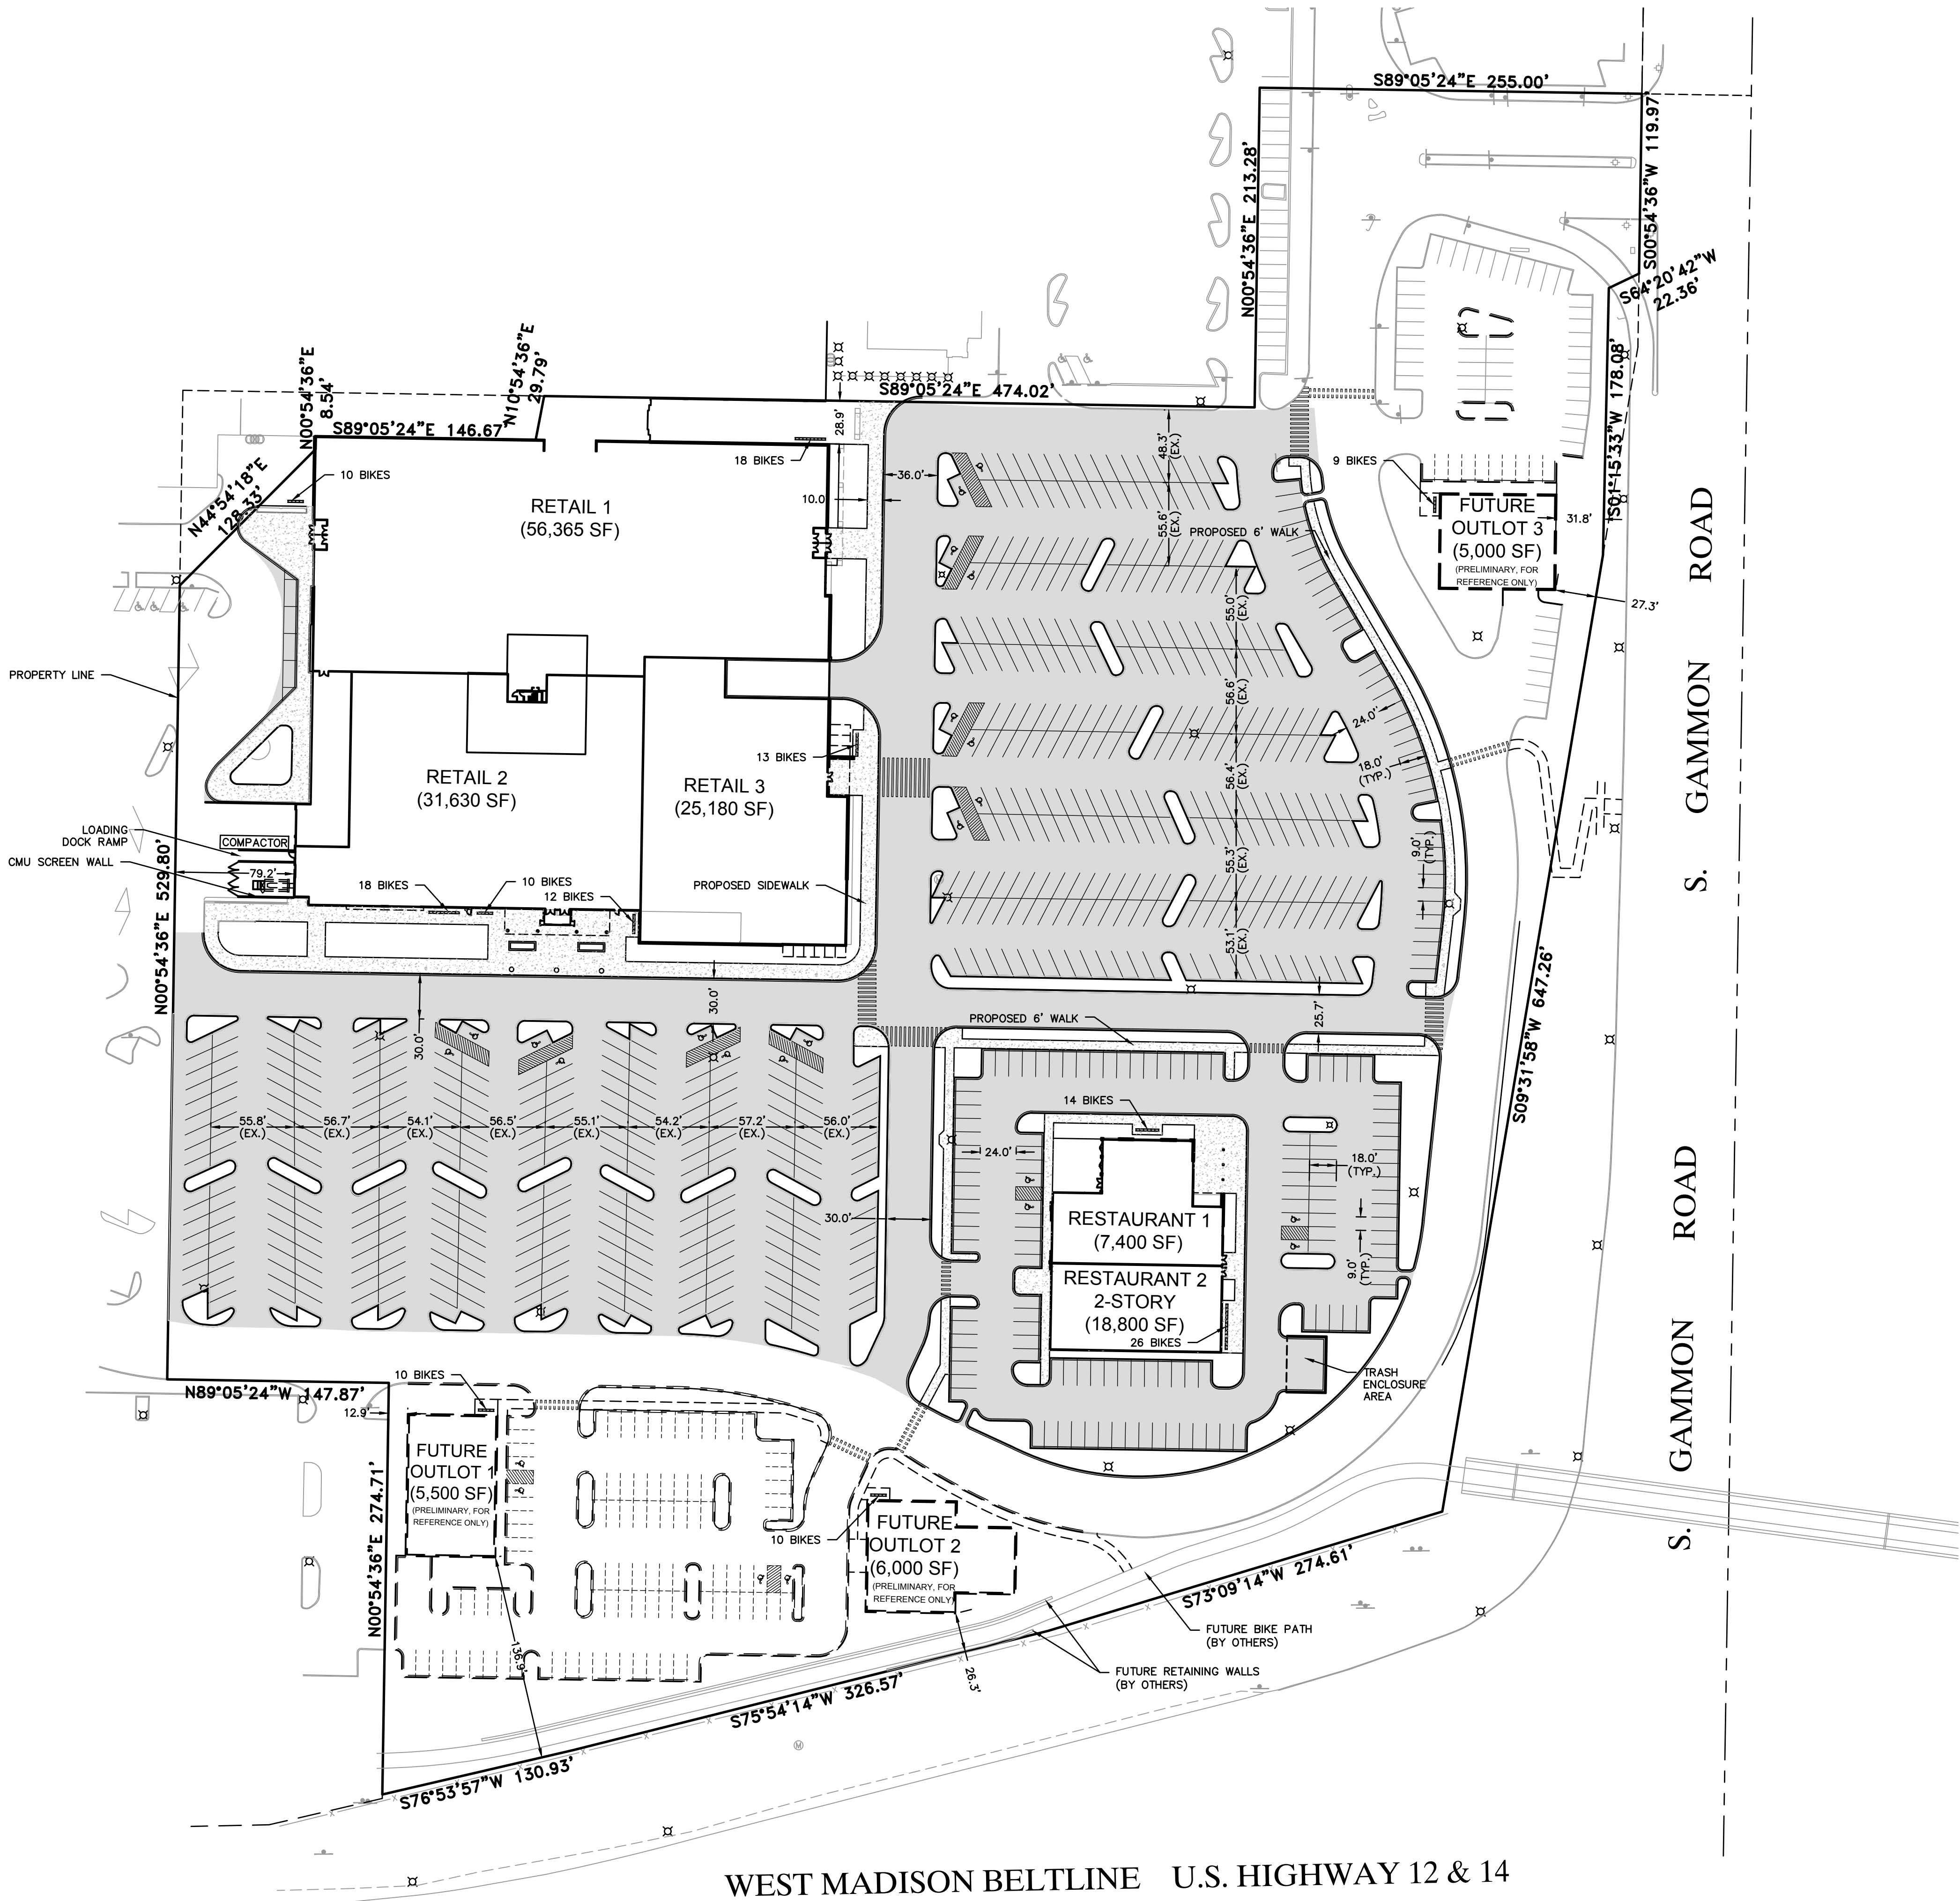 S89°05'24"E 255.00'
S00°54'36"W 119.97'
N00°54'36"E 213.28'
S64°20'42"W
22.36'
S01°15'33"W 178.08'
N00°54'36"E
8.54'
N10°54'36"E
29.79'
S89°05'24"E 474.02'
S89°05'24"E 146.67'
28.9'
18 BIKES
10 BIKES
N44°54'18"E
128.33'
RETAIL 1
(56,365 SF)
10.0
36.0'
48.3'
(EX.)
55.6'
(EX.)
PROPOSED 6' WALK
9 BIKES
FUTURE
OUTLOT 3
(5,000 SF)
(PRELIMINARY, FOR
REFERENCE ONLY)
31.8'
27.3'
55.0'
(EX.)
56.6'
(EX.)
56.4'
(EX.)
55.3'
(EX.)
53.1'
(EX.)
24.0'
18.0'
(TYP.)
9.0'
(TYP.)
S. GAMMON ROAD
PROPERTY LINE
RETAIL 2
(31,630 SF)
RETAIL 3
(25,180 SF)
13 BIKES
LOADING
DOCK RAMP
COMPACTOR
CMU SCREEN WALL
79.2'
18 BIKES
10 BIKES
12 BIKES
PROPOSED SIDEWALK
N00°54'36"E 529.80'
30.0'
30.0'
25.7'
PROPOSED 6' WALK
S09°31'58"W 647.26'
55.8'
(EX.)
56.7'
(EX.)
54.1'
(EX.)
56.5'
(EX.)
55.1'
(EX.)
54.2'
(EX.)
57.2'
(EX.)
56.0'
(EX.)
14 BIKES
24.0'
18.0'
(TYP.)
9.0'
(TYP.)
30.0'
RESTAURANT 1
(7,400 SF)
RESTAURANT 2
2-STORY
(18,800 SF)
26 BIKES
TRASH
ENCLOSURE
AREA
S. GAMMON ROAD
N89°05'24"W 147.87'
12.9'
10 BIKES
FUTURE
OUTLOT 1
(5,500 SF)
(PRELIMINARY, FOR
REFERENCE ONLY)
N00°54'36"E 274.71'
136.9'
10 BIKES
FUTURE
OUTLOT 2
(6,000 SF)
(PRELIMINARY, FOR
REFERENCE ONLY)
26.3'
S73°09'14"W 274.61'
FUTURE BIKE PATH
(BY OTHERS)
FUTURE RETAINING WALLS
(BY OTHERS)
S75°54'14"W 326.57'
S76°53'57"W 130.93'
M
S.
WEST MADISON BELTLINE U.S. HIGHWAY 12 & 14